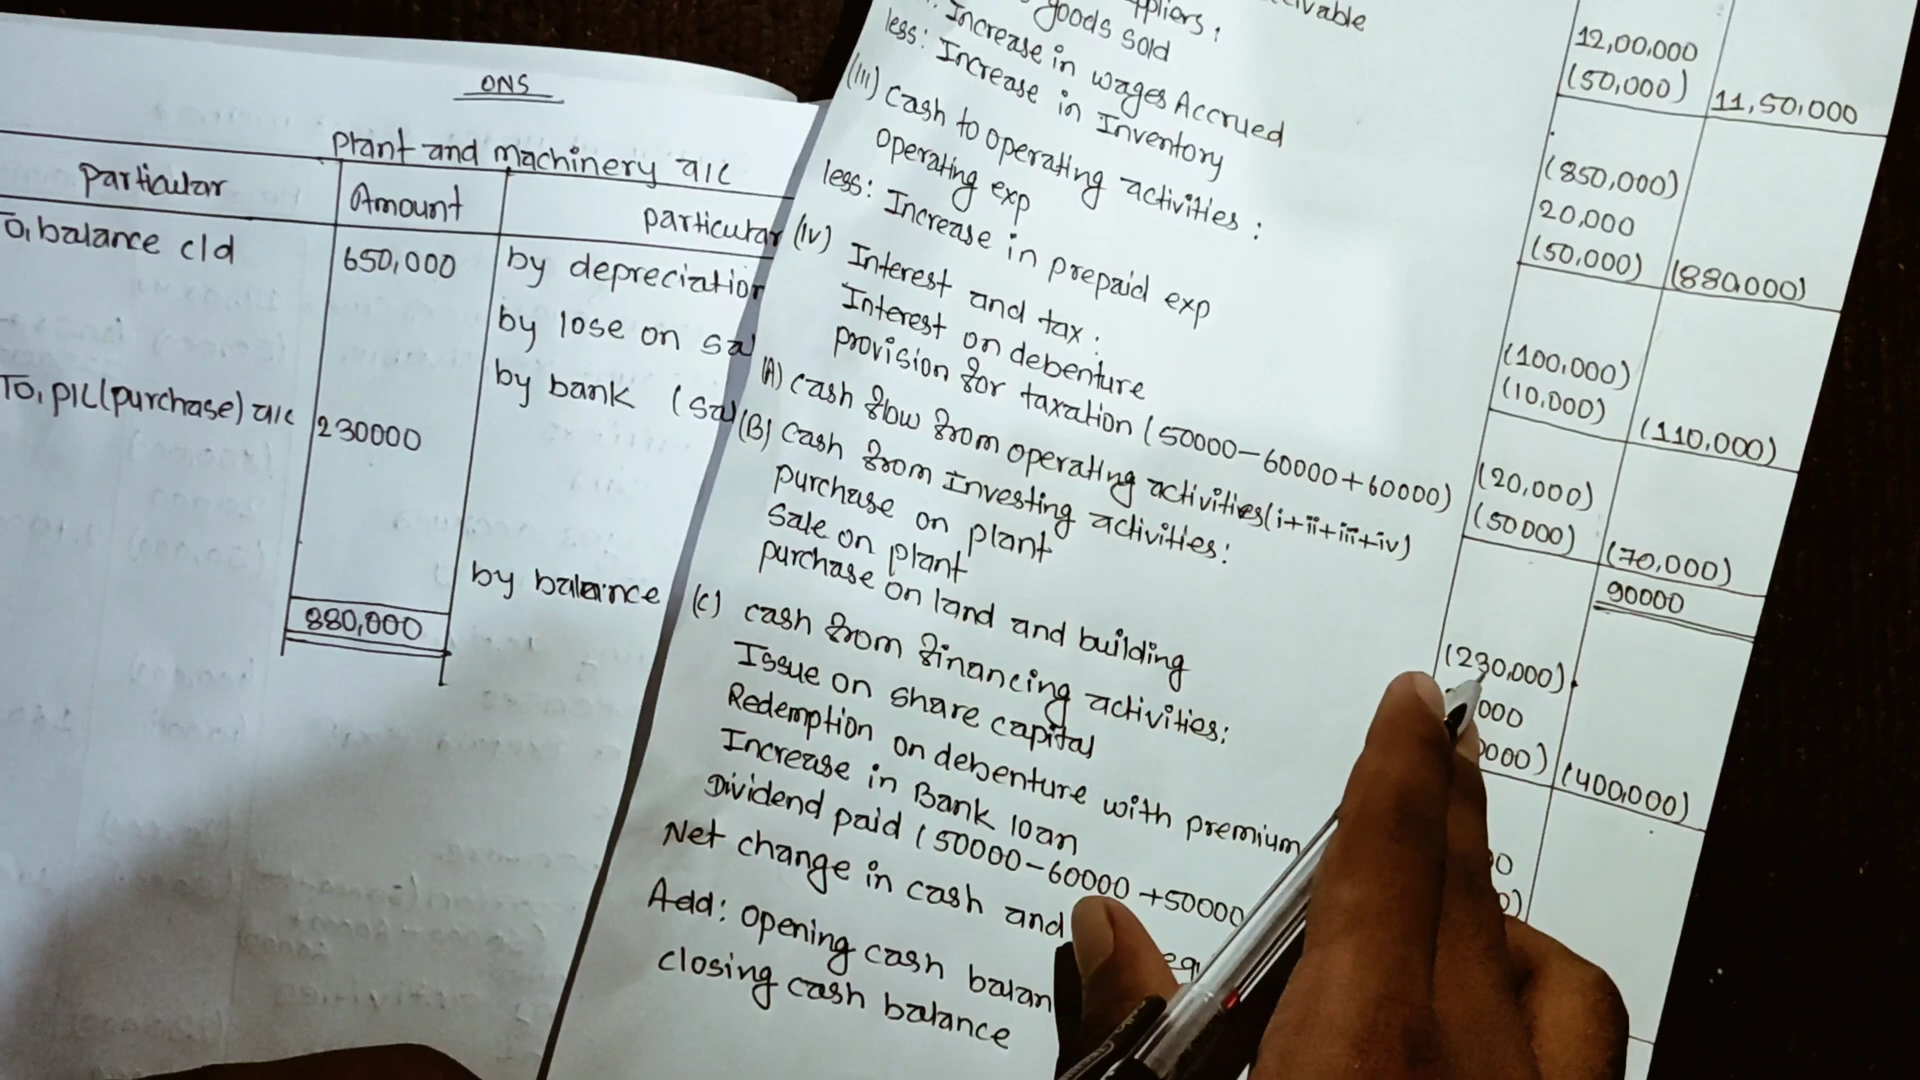 ONS
Plant and machinery a/c
Particular Amount Particular
To, balance c/d 650,000 by depreciation
by lose on
To, P/L (purchase) a/c 230000 by bank
by balance
880,000
goods sold
Increase in wages Accrued
less: Increase in Inventory
(iii) cash to operating activities:
operating exp
less: Increase in prepaid exp
(iv) Interest and tax:
Interest on debenture
provision for taxation (50000-60000+60000)
(A) cash flow from operating activities (i+ii+iii+iv)
(B) cash from Investing activities:
purchase on plant
Sale on plant
purchase on land and building
(c) cash from financing activities:
Issue on share capital
Redemption on debenture with premium
Increase in Bank loan
Dividend paid (50000-60000+50000
Net change in cash and
Add: opening cash
closing cash balance
12,00,000
(50,000) 11,50,000
(850,000)
20,000
(50,000) (880,000)
(100,000)
(10,000) (110,000)
(20,000)
(50000) (70,000)
90000
(230,000)
000
0000) (400,000)